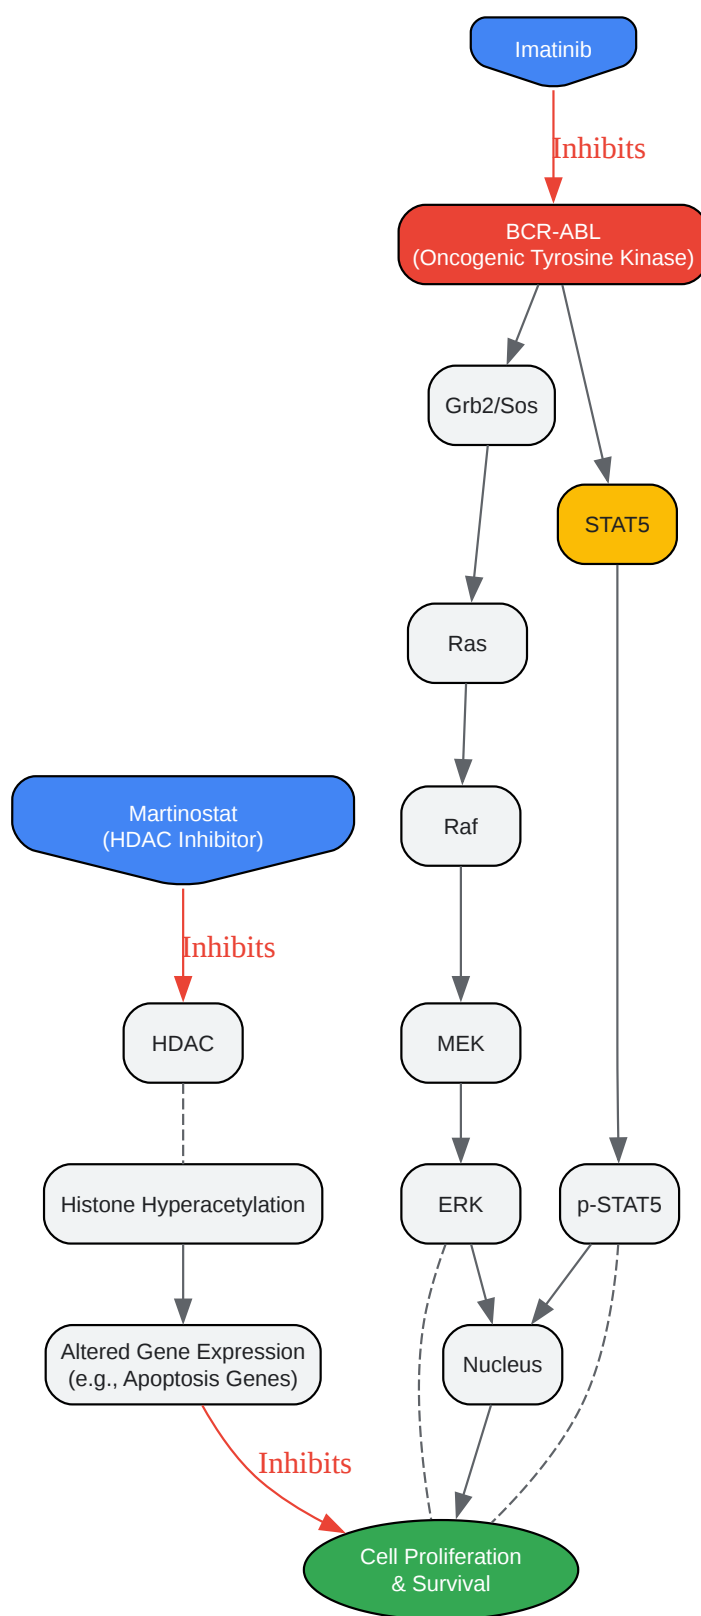 Imatinib
Inhibits
BCR-ABL
(Oncogenic Tyrosine Kinase)
Grb2/Sos
STAT5
Ras
Martinostat
(HDAC Inhibitor)
Raf
Inhibits
HDAC
MEK
Histone Hyperacetylation
ERK
p-STAT5
Altered Gene Expression
(e.g., Apoptosis Genes)
Nucleus
Inhibits
Cell Proliferation
& Survival